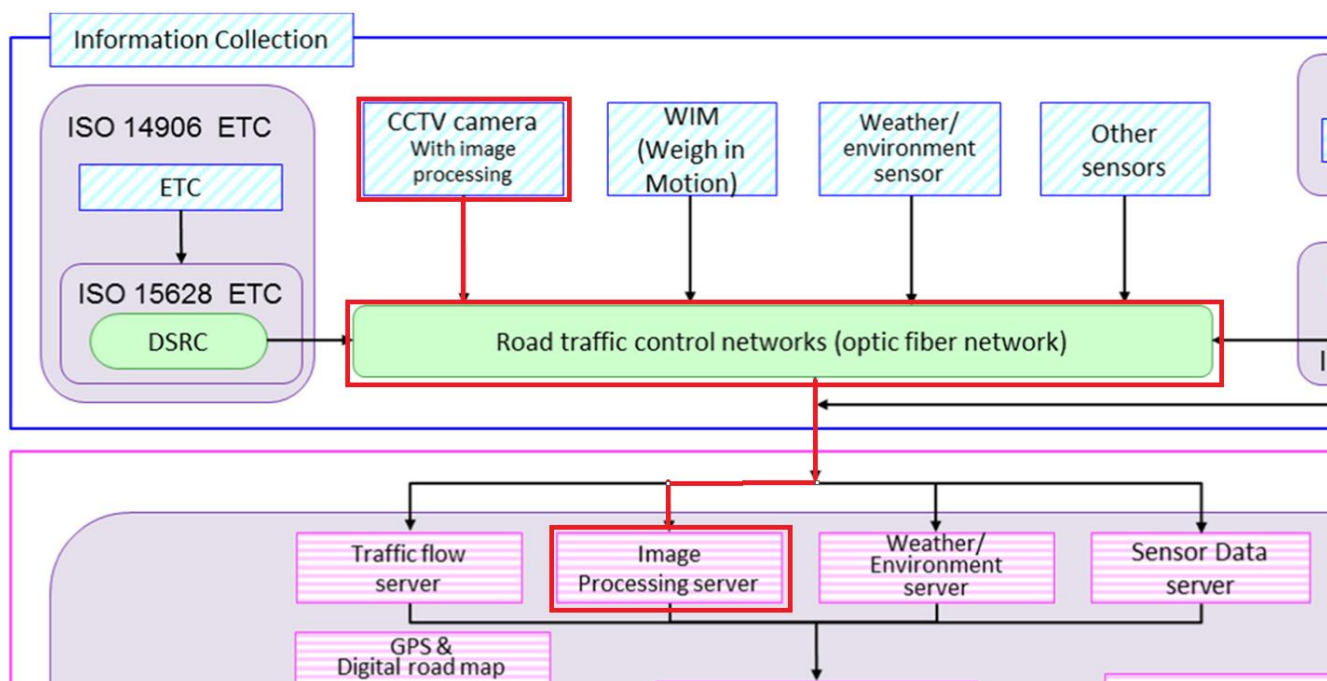 Information Collection
ISO 14906 ETC
ETC
ISO 15628 ETC
DSRC
CCTV camera
With image
processing
WIM
(Weigh in
Motion)
Weather/
environment
sensor
Other
sensors
Road traffic control networks (optic fiber network)
I
Traffic flow
server
Image
Processing server
Weather/
Environment
server
Sensor Data
server
GPS &
Digital road map